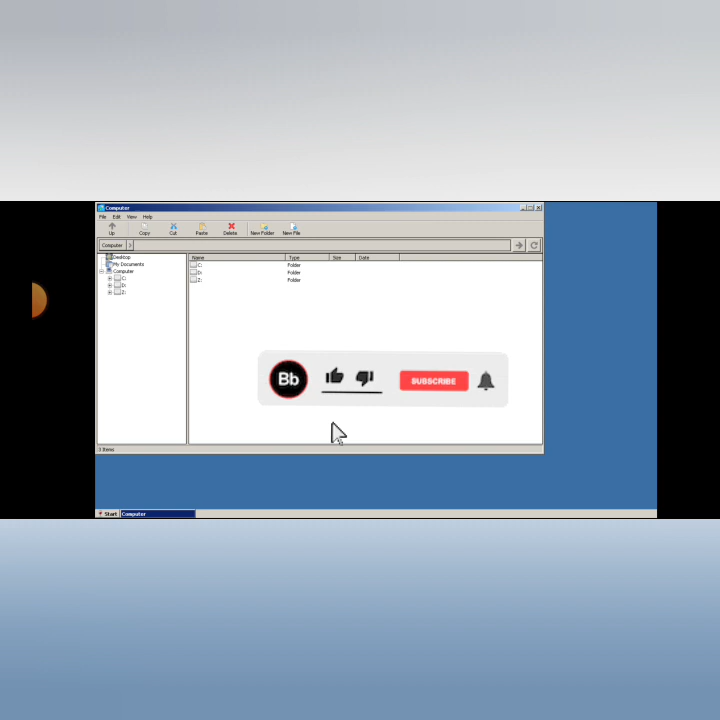 Computer
File Edit View Help
Up Copy Cut Paste Delete New Folder New File
Computer
Desktop
My Documents
Computer
C:
D:
Z:
Name Type Size Date
C: Folder
D: Folder
Z: Folder
Bb SUBSCRIBE
3 Items
Start Computer